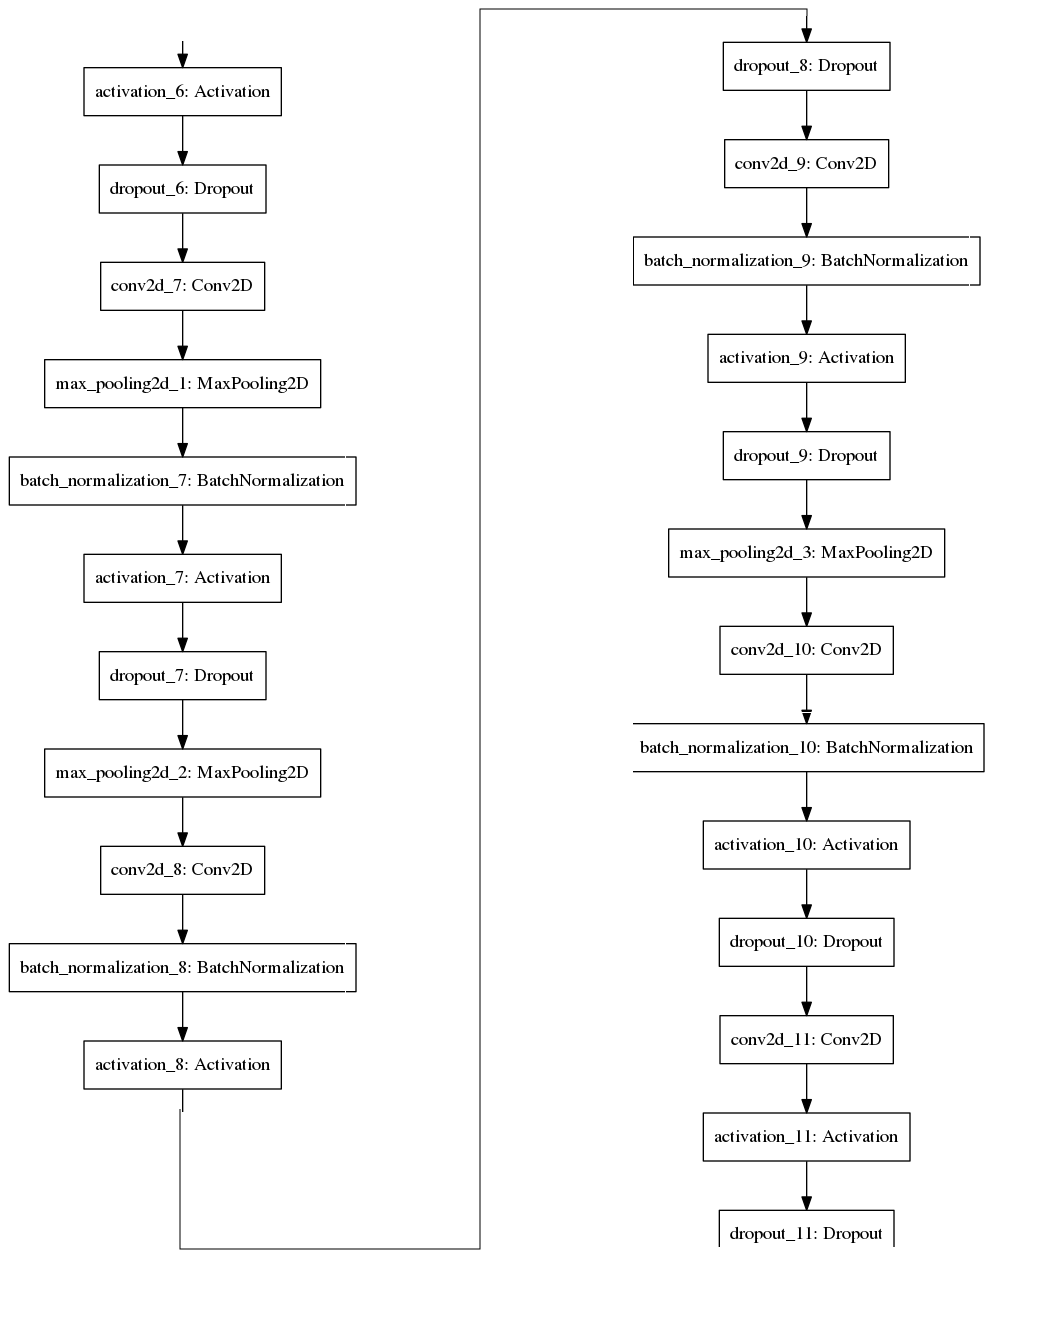 activation_6: Activation
dropout_6: Dropout
conv2d_7: Conv2D
max_pooling2d_1: MaxPooling2D
batch_normalization_7: BatchNormalization
activation_7: Activation
dropout_7: Dropout
max_pooling2d_2: MaxPooling2D
conv2d_8: Conv2D
batch_normalization_8: BatchNormalization
activation_8: Activation
dropout_8: Dropout
conv2d_9: Conv2D
batch_normalization_9: BatchNormalization
activation_9: Activation
dropout_9: Dropout
max_pooling2d_3: MaxPooling2D
conv2d_10: Conv2D
batch_normalization_10: BatchNormalization
activation_10: Activation
dropout_10: Dropout
conv2d_11: Conv2D
activation_11: Activation
dropout_11: Dropout